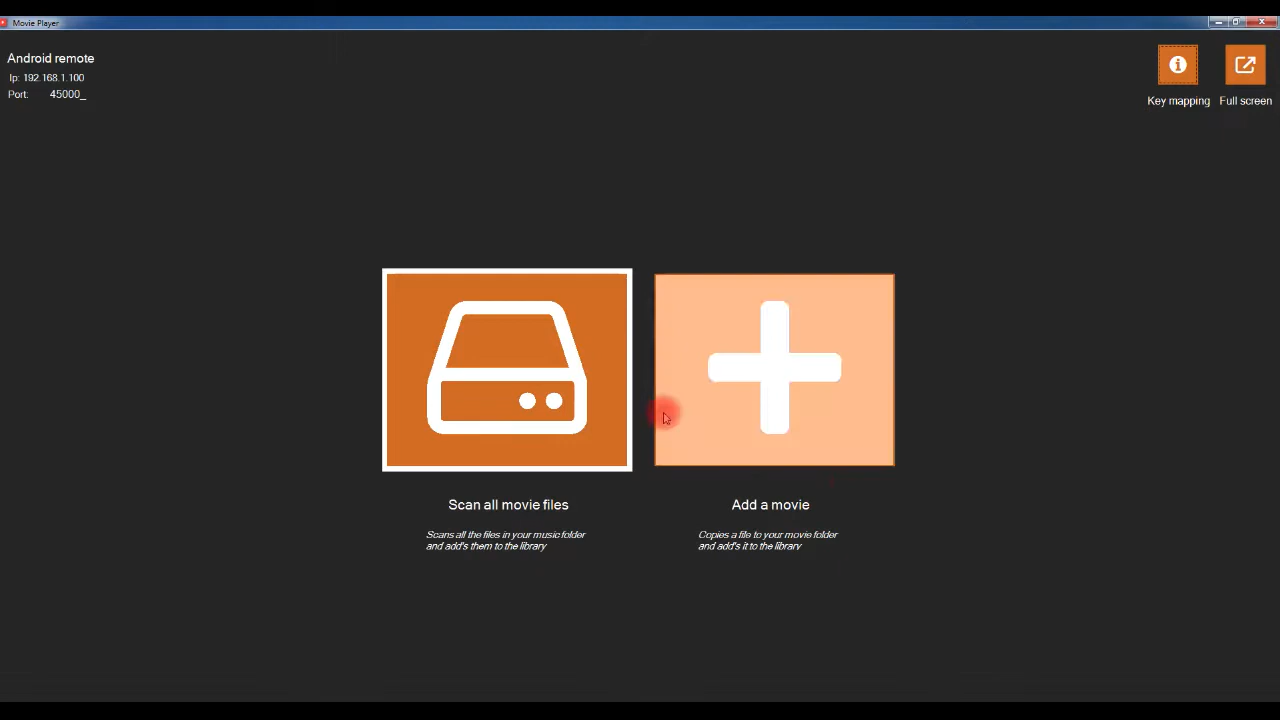 Movie Player
Android remote
Ip: 192.168.1.100
Port: 45000_
Key mapping
Full screen
Scan all movie files
Scans all the files in your music folder
and add's them to the library
Add a movie
Copies a file to your movie folder
and add's it to the library